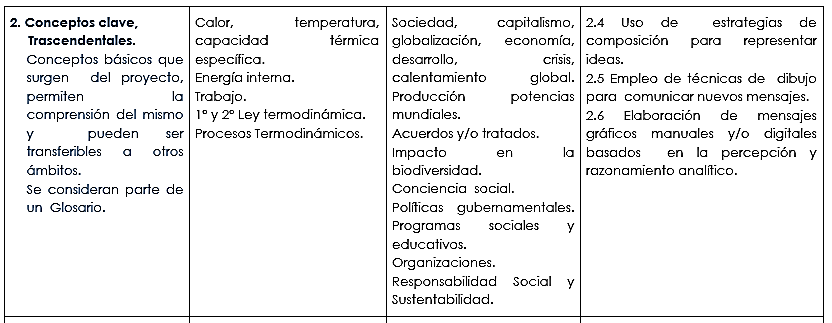 2. Conceptos clave,
Trascendentales.
Conceptos básicos que
surgen del proyecto,
permiten la
comprensión del mismo
y pueden ser
transferibles a otros
ámbitos.
Se consideran parte de
un Glosario.
Calor, temperatura,
capacidad térmica
específica.
Energía interna.
Trabajo.
1° y 2° Ley termodinámica.
Procesos Termodinámicos.
Sociedad, capitalismo,
globalización, economía,
desarrollo, crisis,
calentamiento global.
Producción potencias
mundiales.
Acuerdos y/o tratados.
Impacto en la
biodiversidad.
Conciencia social.
Políticas gubernamentales.
Programas sociales y
educativos.
Organizaciones.
Responsabilidad Social y
Sustentabilidad.
2.4 Uso de estrategias de
composición para representar
ideas.
2.5 Empleo de técnicas de dibujo
para comunicar nuevos mensajes.
2.6 Elaboración de mensajes
gráficos manuales y/o digitales
basados en la percepción y
razonamiento analítico.